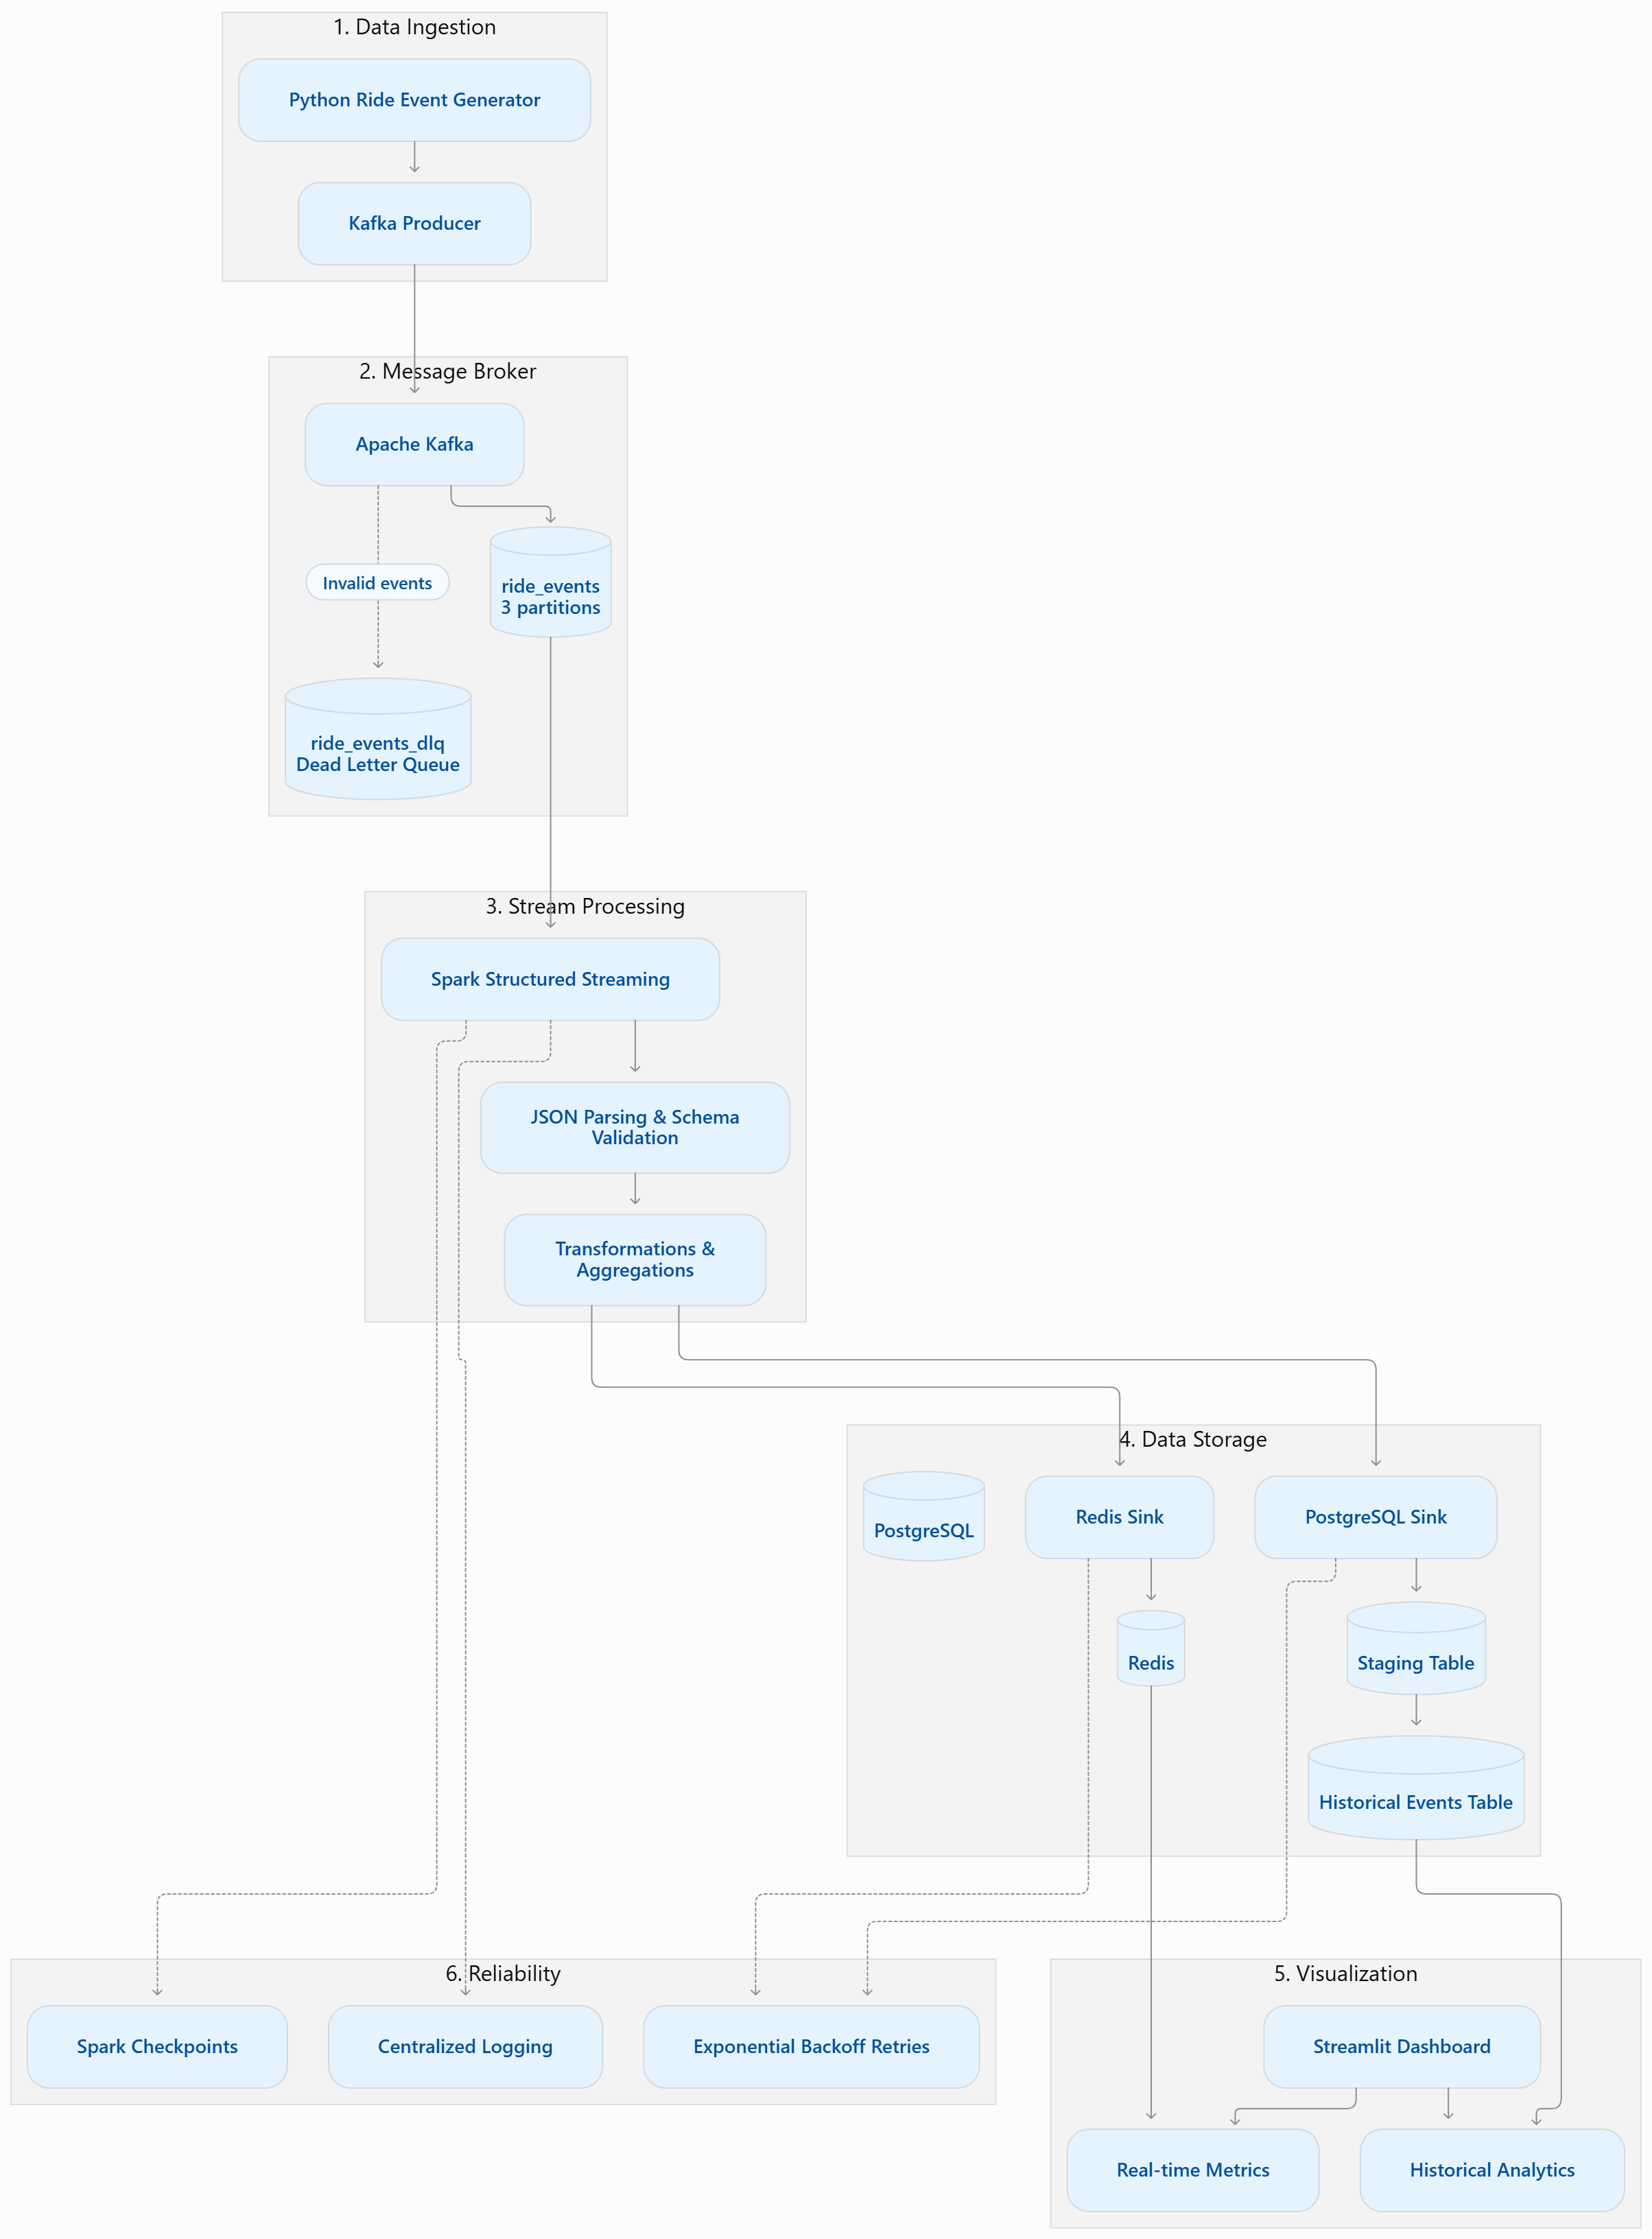 1. Data Ingestion
Python Ride Event Generator
Kafka Producer
2. Message Broker
Apache Kafka
Invalid events
ride_events
3 partitions
ride_events_dlq
Dead Letter Queue
3. Stream Processing
Spark Structured Streaming
JSON Parsing & Schema
Validation
Transformations &
Aggregations
4. Data Storage
PostgreSQL
Redis Sink
PostgreSQL Sink
Redis
Staging Table
Historical Events Table
6. Reliability
Spark Checkpoints
Centralized Logging
Exponential Backoff Retries
5. Visualization
Streamlit Dashboard
Real-time Metrics
Historical Analytics